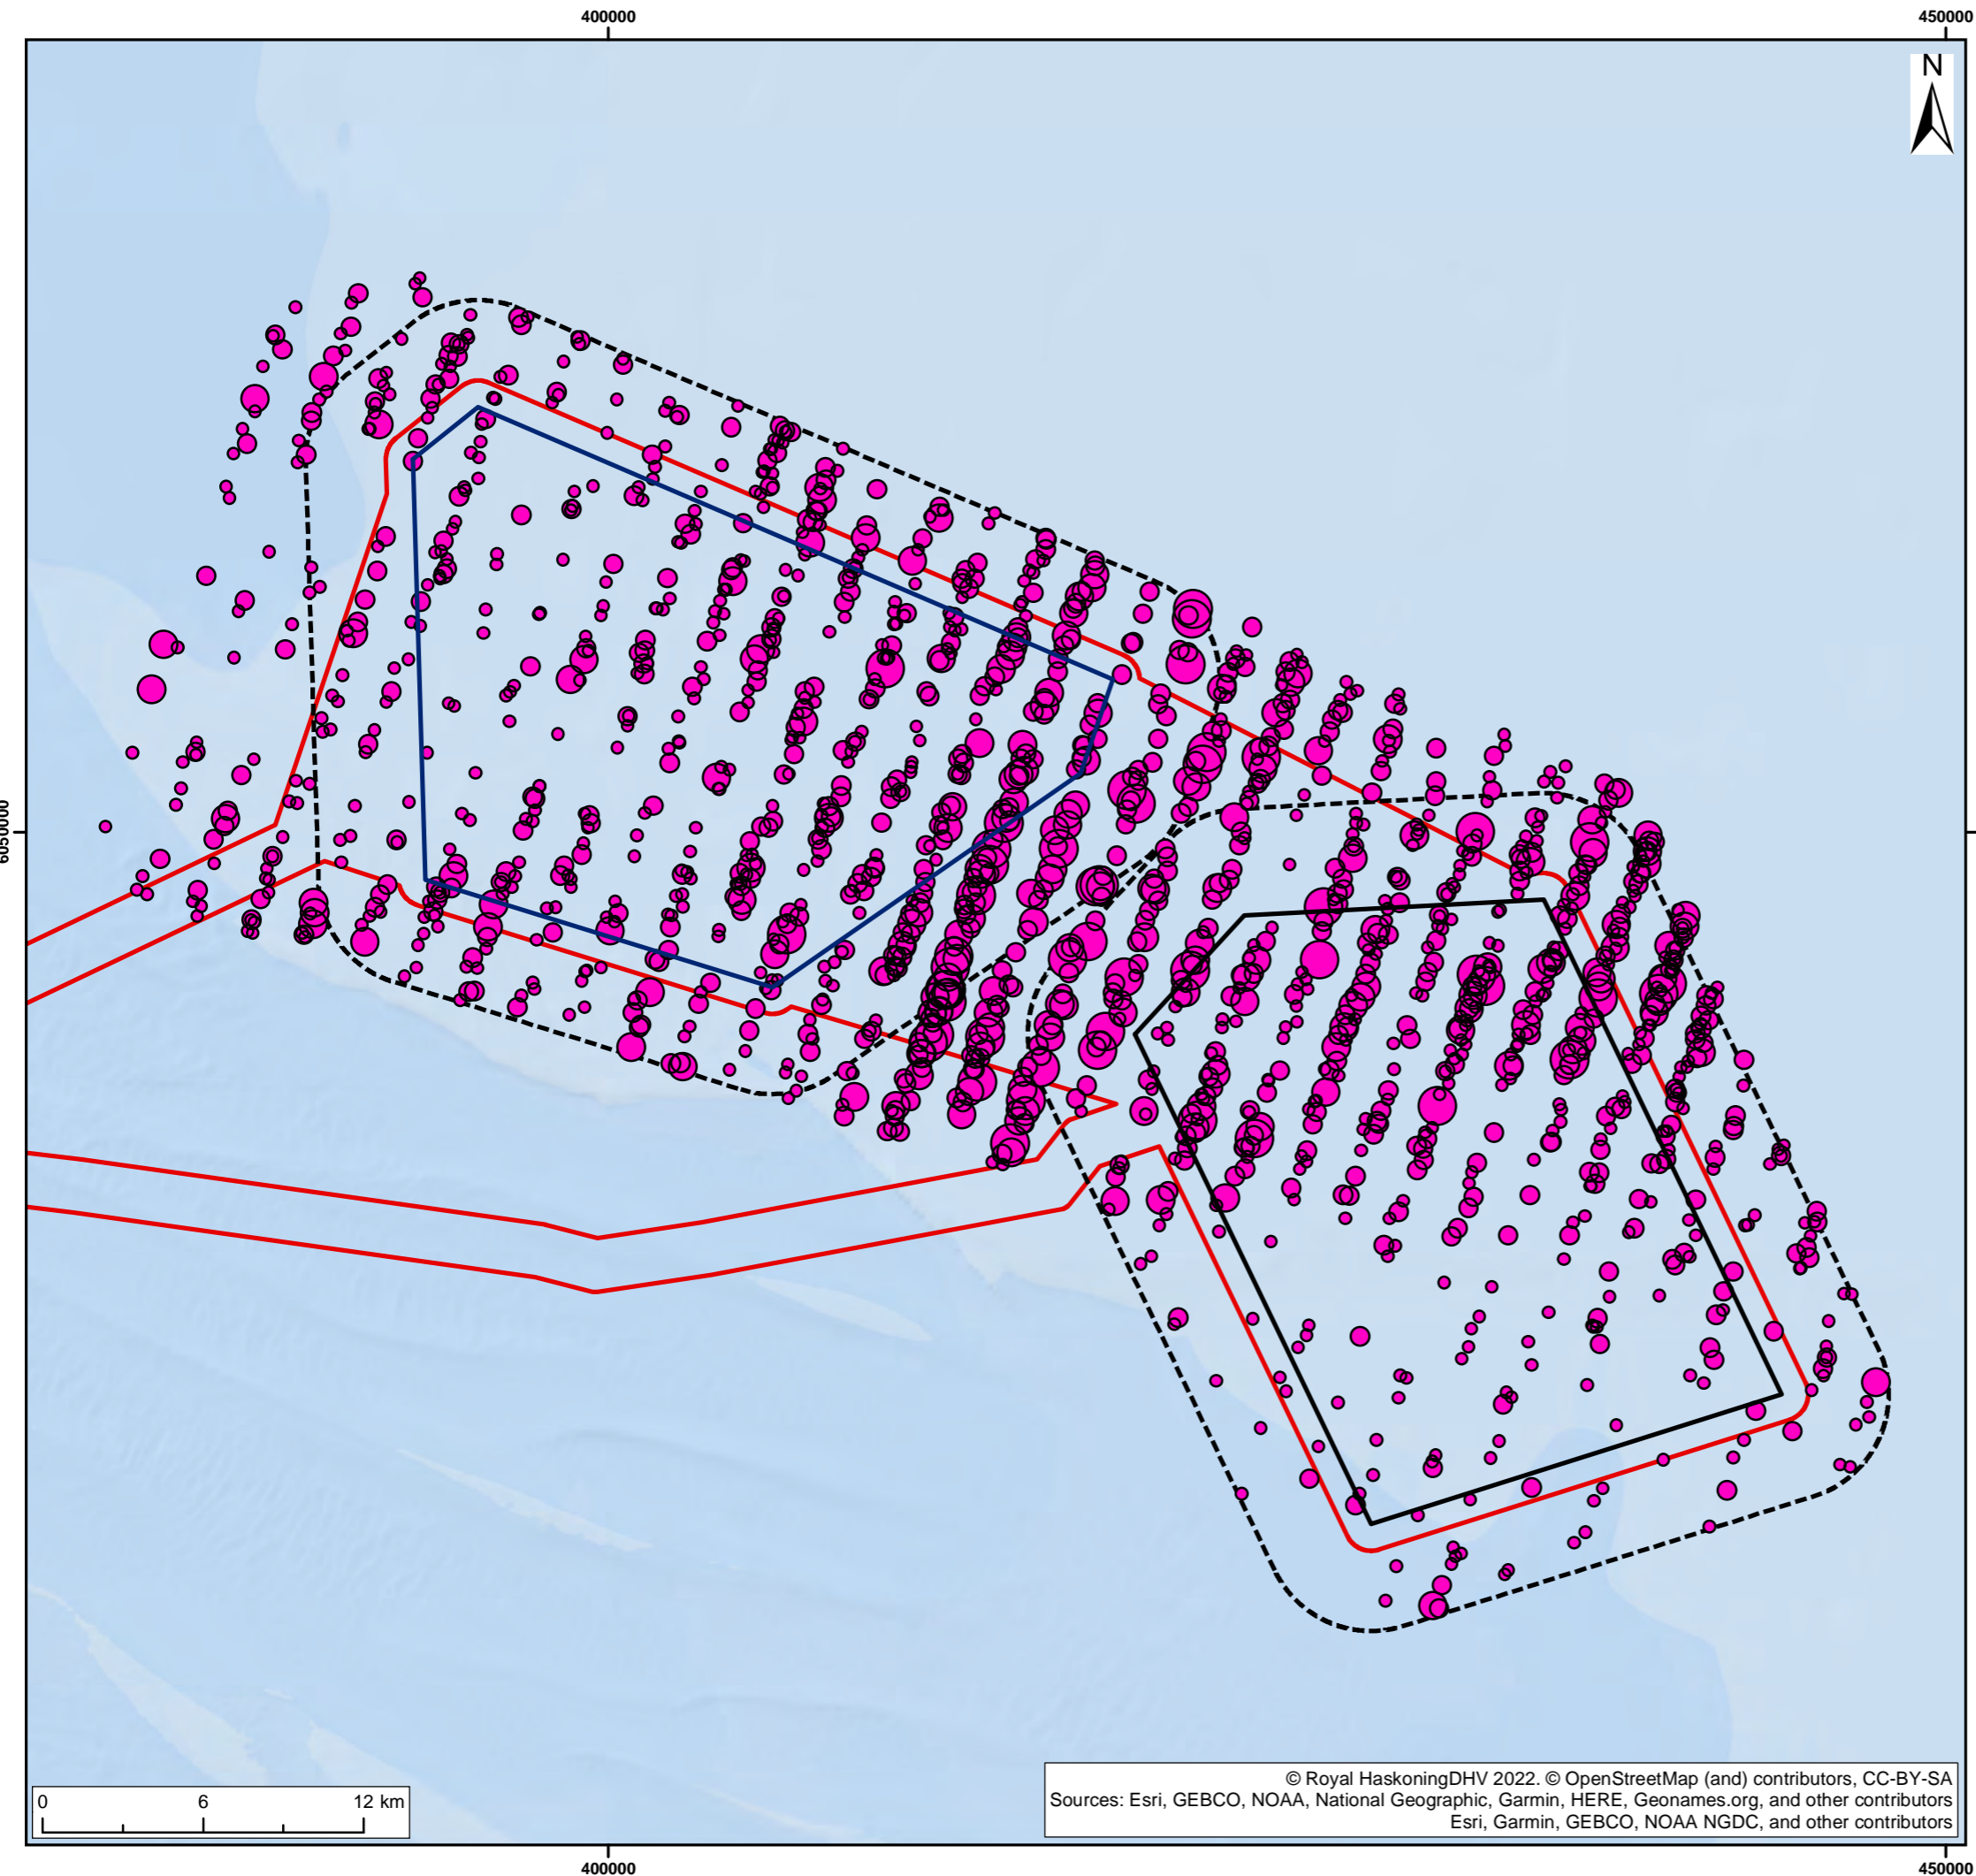 400000
450000
N
6050000
© Royal HaskoningDHV 2022. © OpenStreetMap (and) contributors, CC-BY-SA
Sources: Esri, GEBCO, NOAA, National Geographic, Garmin, HERE, Geonames.org, and other contributors
Esri, Garmin, GEBCO, NOAA NGDC, and other contributors
0 6 12 km
400000
450000